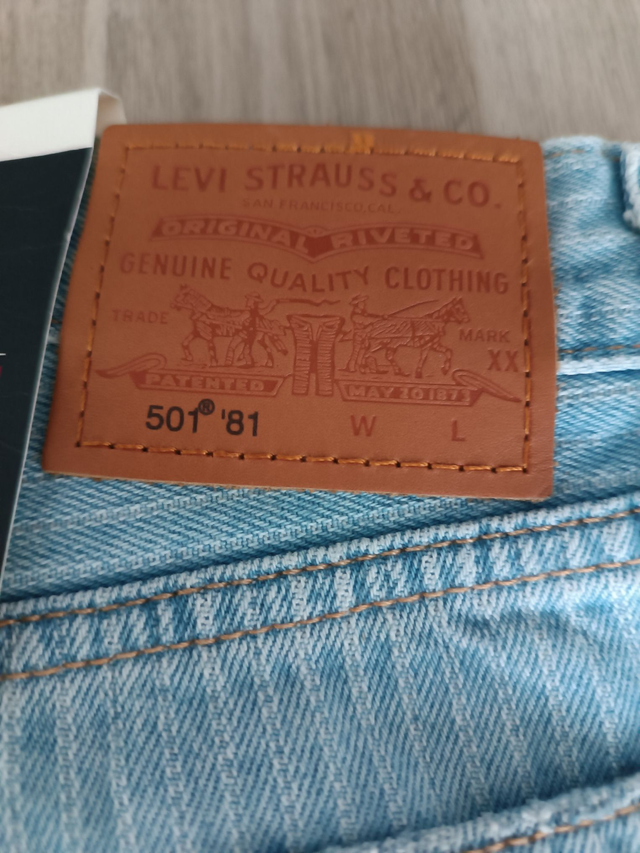 LEVI STRAUSS & CO.
SAN FRANCISCO, CAL.
ORIGINAL RIVETED
GENUINE QUALITY CLOTHING
TRADE MARK
XX
PATENTED MAY 20 1873
501® '81 W L